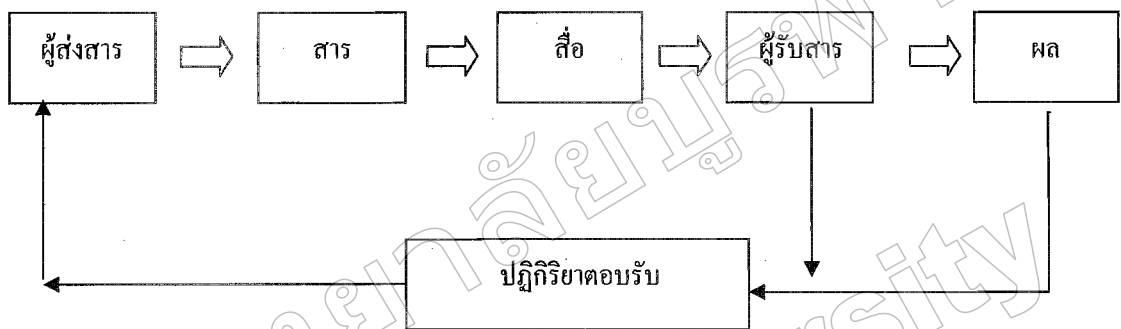 ผู้ส่งสาร
สาร
สื่อ
ผู้รับสาร
ผล
ปฏิกิริยาตอบรับ